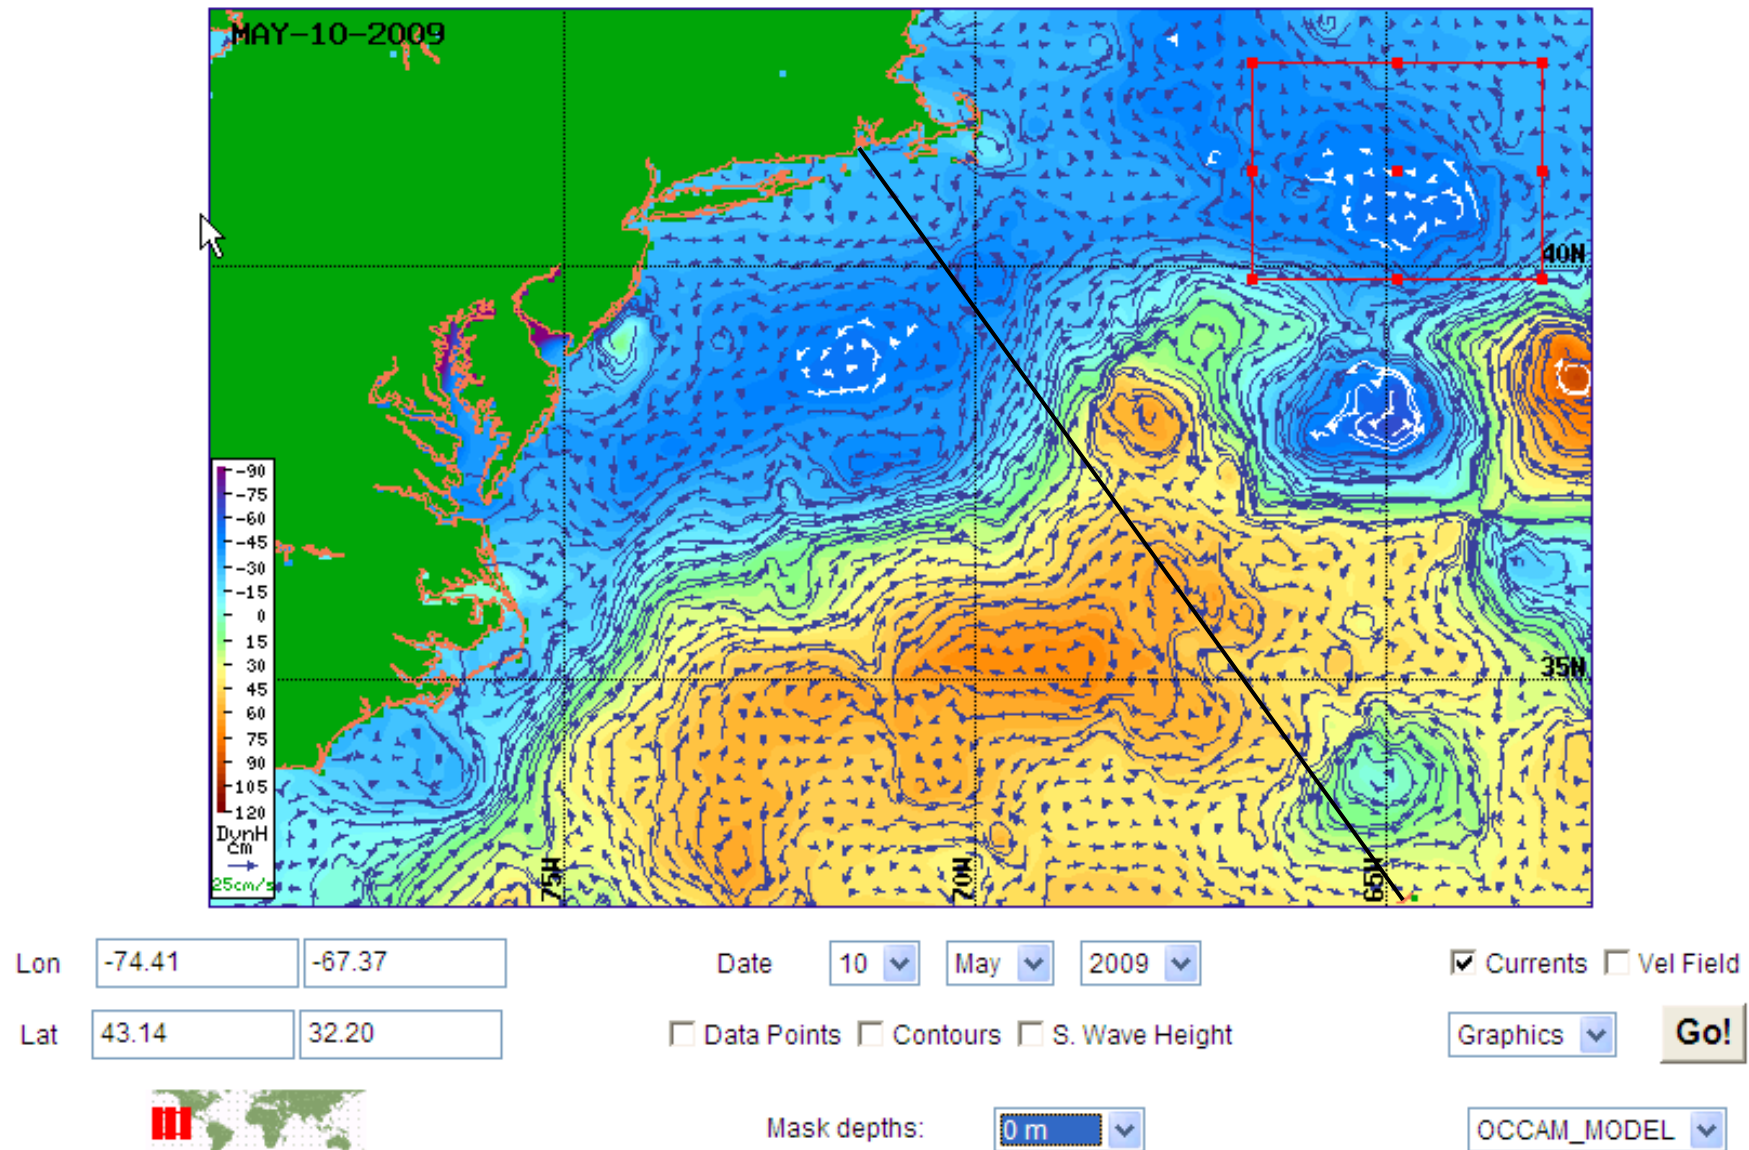 MAY-10-2009
40N
35N
-90
-75
-60
-45
-30
-15
0
15
30
45
60
75
90
105
120
DynH
cm
25cm/s
75W
70W
65W
Lon -74.41 -67.37 Date 10 May 2009 Currents Vel Field
Lat 43.14 32.20 Data Points Contours S. Wave Height Graphics Go!
Mask depths: 0 m OCCAM_MODEL